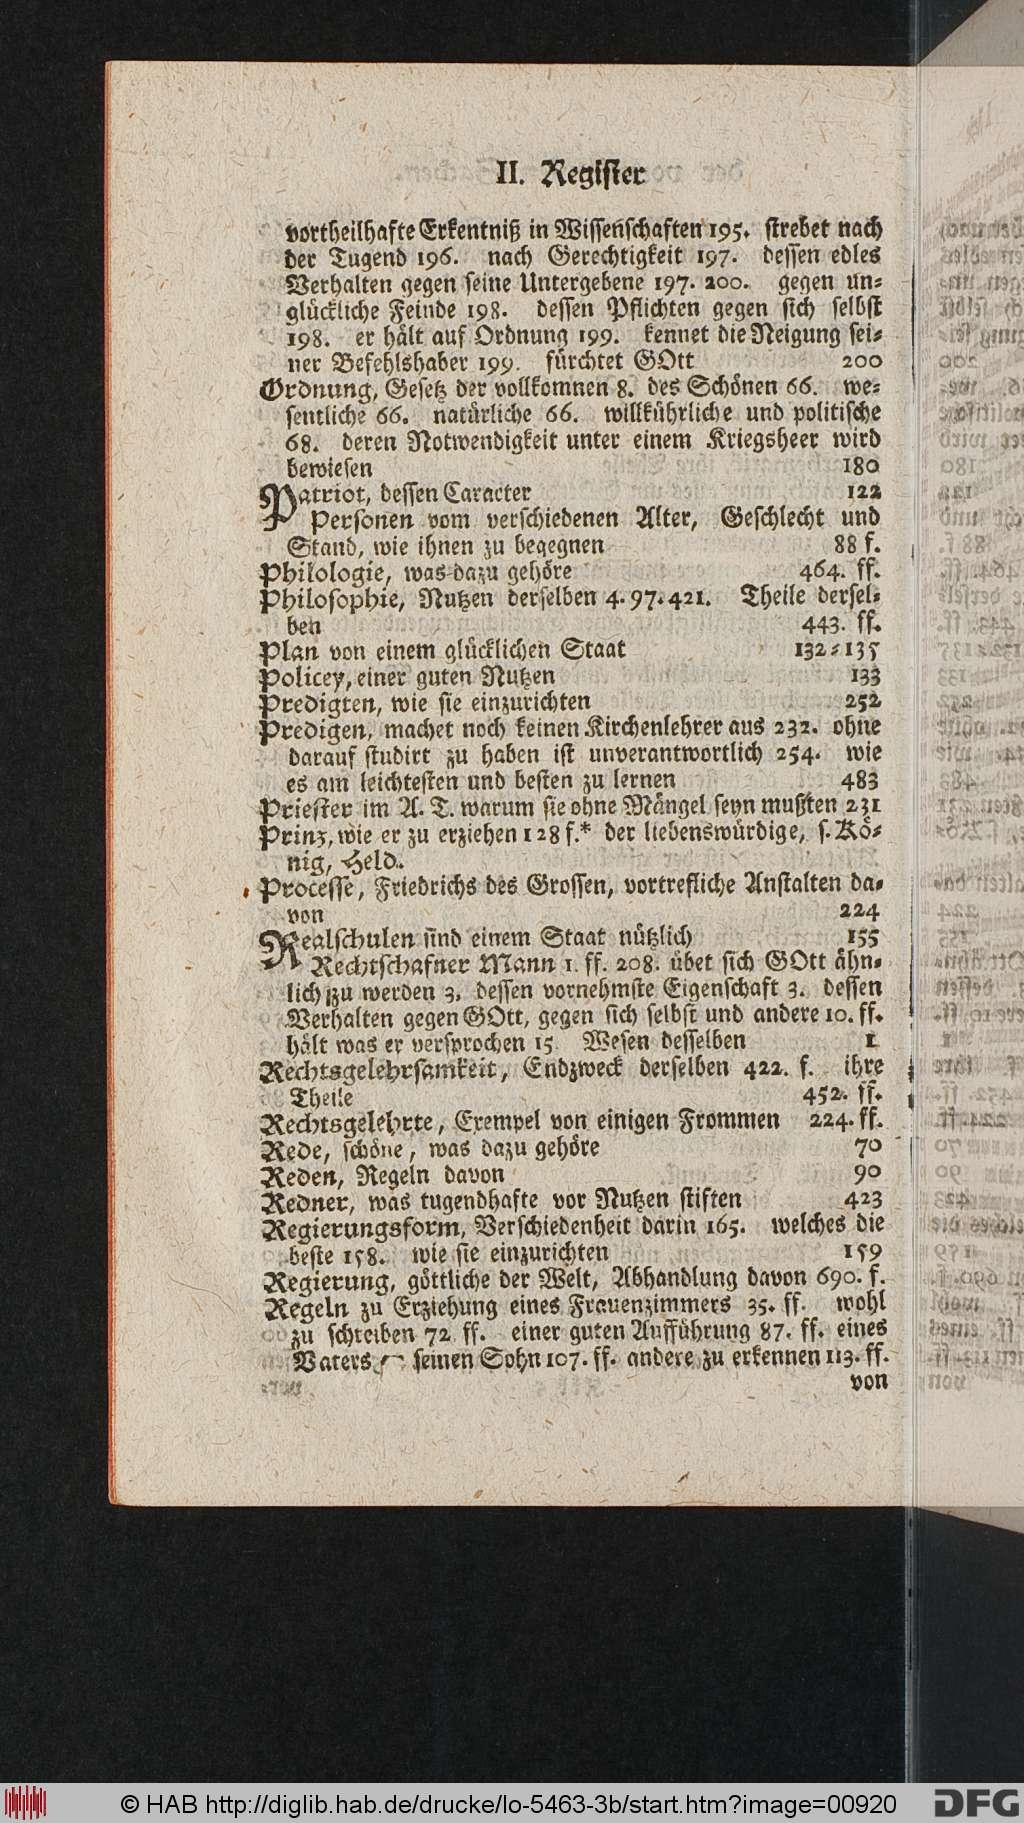 II. Register
vortheilhafte Erkentniß in Wissenschaften 195. strebet nach
der Tugend 196. nach Gerechtigkeit 197. dessen edles
Verhalten gegen seine Untergebene 197. 200. gegen un-
glückliche Feinde 198. dessen Pflichten gegen sich selbst
198. er hält auf Ordnung 199. kennet die Neigung sei-
ner Befehlshaber 199. fürchtet GOtt 200
Ordnung, Gesetz der vollkomnen 8. des Schönen 66. we-
sentliche 66. natürliche 66. willkührliche und politische
68. deren Notwendigkeit unter einem Kriegsheer wird
bewiesen 180
Patriot, dessen Caracter 122
Personen vom verschiedenen Alter, Geschlecht und
Stand, wie ihnen zu begegnen 88 f.
Philologie, was dazu gehöre 464. ff.
Philosophie, Nutzen derselben 4. 97. 421. Theile dersel-
ben 443. ff.
Plan von einem glücklichen Staat 132-135
Policey, einer guten Nutzen 133
Predigten, wie sie einzurichten 252
Predigen, machet noch keinen Kirchenlehrer aus 232. ohne
darauf studirt zu haben ist unverantwortlich 254. wie
es am leichtesten und besten zu lernen 483
Priester im A. T. warum sie ohne Mängel seyn mußten 231
Prinz, wie er zu erziehen 128 f.* der liebenswürdige, s. Kö-
nig, Held.
Processe, Friedrichs des Grossen, vortrefliche Anstalten da-
von 224
Realschulen sind einem Staat nützlich 155
Rechtschafner Mann 1. ff. 208. übet sich GOtt ähn-
lich zu werden 3. dessen vornehmste Eigenschaft 3. dessen
Verhalten gegen GOtt, gegen sich selbst und andere 10. ff.
hält was er versprochen 15. Wesen desselben 1
Rechtsgelehrsamkeit, Endzweck derselben 422. f. ihre
Theile 452. ff.
Rechtsgelehrte, Exempel von einigen Frommen 224. ff.
Rede, schöne, was dazu gehöre 70
Reden, Regeln davon 90
Redner, was tugendhafte vor Nutzen stiften 423
Regierungsform, Verschiedenheit darin 165. welches die
beste 158. wie sie einzurichten 159
Regierung, göttliche der Welt, Abhandlung davon 690. f.
Regeln zu Erziehung eines Frauenzimmers 35. ff. wohl
zu schreiben 72 ff. einer guten Aufführung 87. ff. eines
Vaters seinen Sohn 107. ff. andere zu erkennen 113. ff.
von
© HAB http://diglib.hab.de/drucke/lo-5463-3b/start.htm?image=00920
DFG